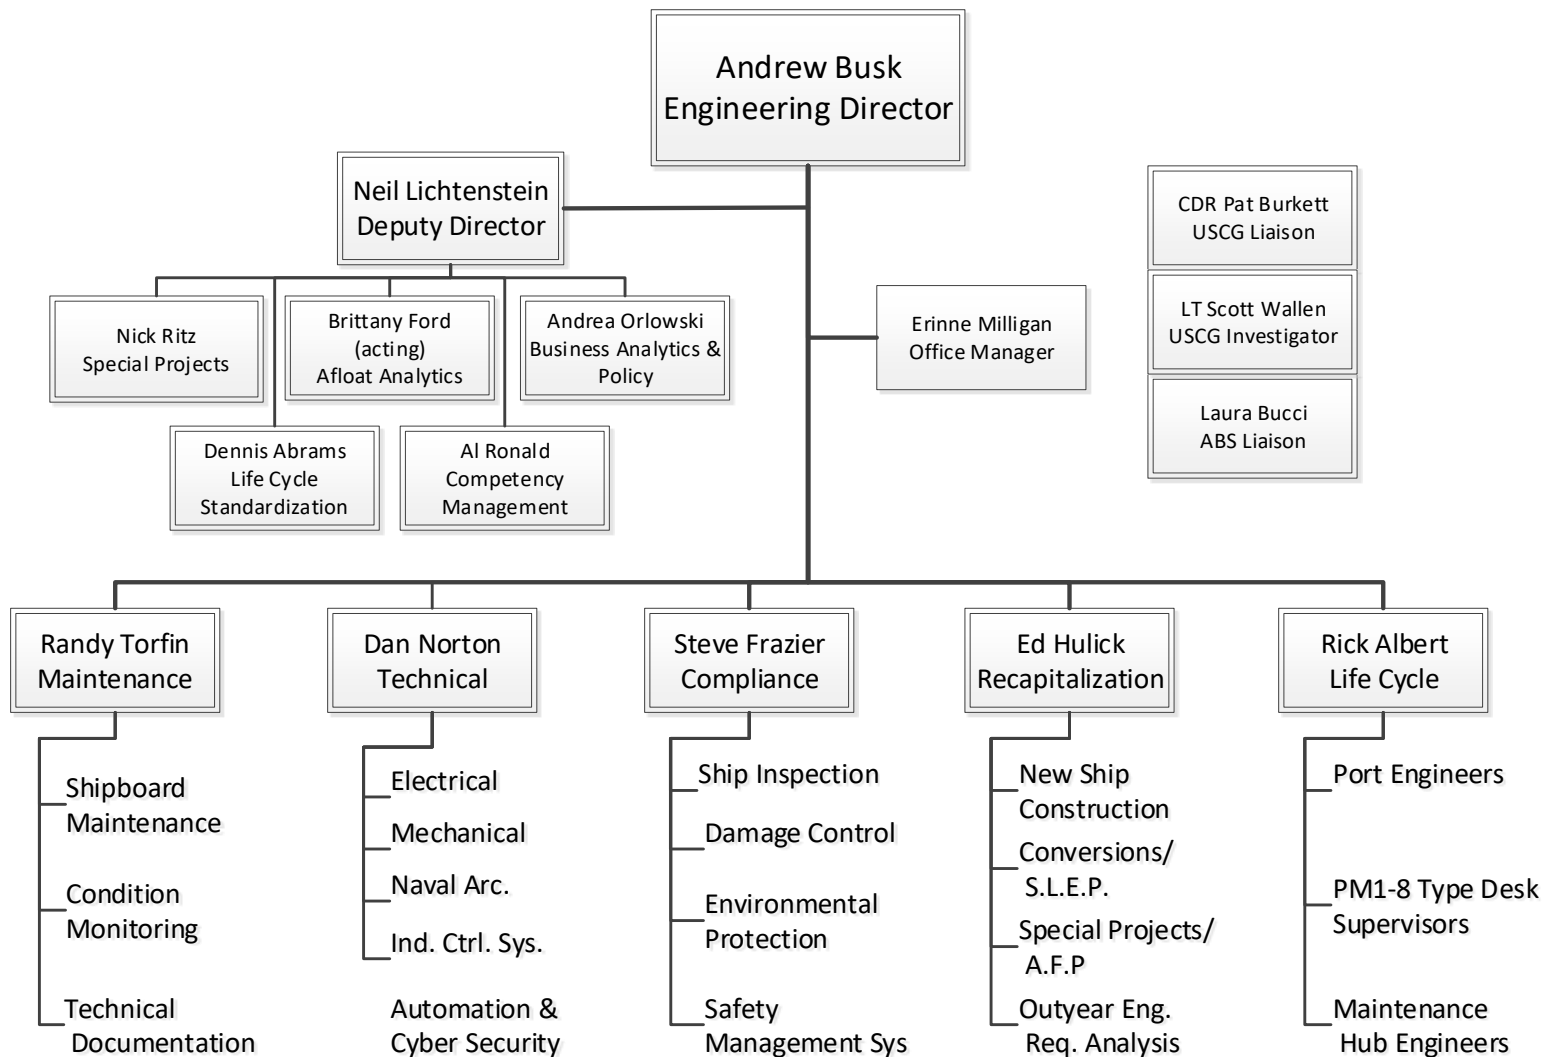 Andrew Busk
Engineering Director
Neil Lichtenstein
Deputy Director
CDR Pat Burkett
USCG Liaison
LT Scott Wallen
USCG Investigator
Laura Bucci
ABS Liaison
Erinne Milligan
Office Manager
Nick Ritz
Special Projects
Brittany Ford
(acting)
Afloat Analytics
Andrea Orlowski
Business Analytics &
Policy
Dennis Abrams
Life Cycle
Standardization
Al Ronald
Competency
Management
Randy Torfin
Maintenance
Shipboard
Maintenance
Condition
Monitoring
Technical
Documentation
Dan Norton
Technical
Electrical
Mechanical
Naval Arc.
Ind. Ctrl. Sys.
Automation &
Cyber Security
Steve Frazier
Compliance
Ship Inspection
Damage Control
Environmental
Protection
Safety
Management Sys
Ed Hulick
Recapitalization
New Ship
Construction
Conversions/
S.L.E.P.
Special Projects/
A.F.P
Outyear Eng.
Req. Analysis
Rick Albert
Life Cycle
Port Engineers
PM1-8 Type Desk
Supervisors
Maintenance
Hub Engineers